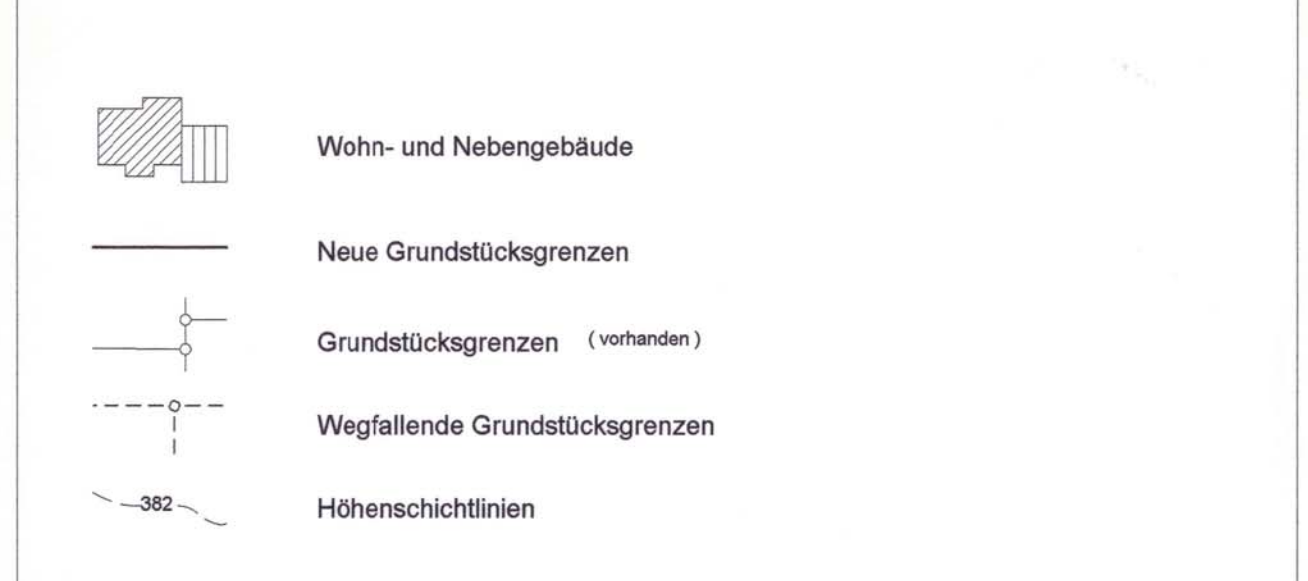 Wohn- und Nebengebäude
Neue Grundstücksgrenzen
Grundstücksgrenzen ( vorhanden )
Wegfallende Grundstücksgrenzen
382 Höhenschichtlinien